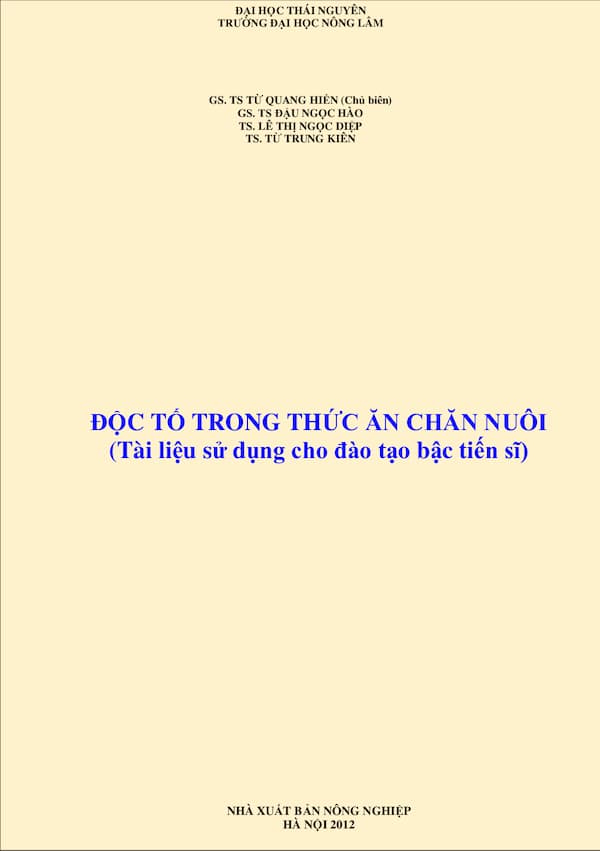 ĐẠI HỌC THÁI NGUYÊN
TRƯỜNG ĐẠI HỌC NÔNG LÂM
GS. TS TỪ QUANG HIỂN (Chủ biên)
GS. TS ĐẬU NGỌC HÀO
TS. LÊ THỊ NGỌC DIỆP
TS. TỪ TRUNG KIÊN
ĐỘC TỐ TRONG THỨC ĂN CHĂN NUÔI
(Tài liệu sử dụng cho đào tạo bậc tiến sĩ)
NHÀ XUẤT BẢN NÔNG NGHIỆP
HÀ NỘI 2012